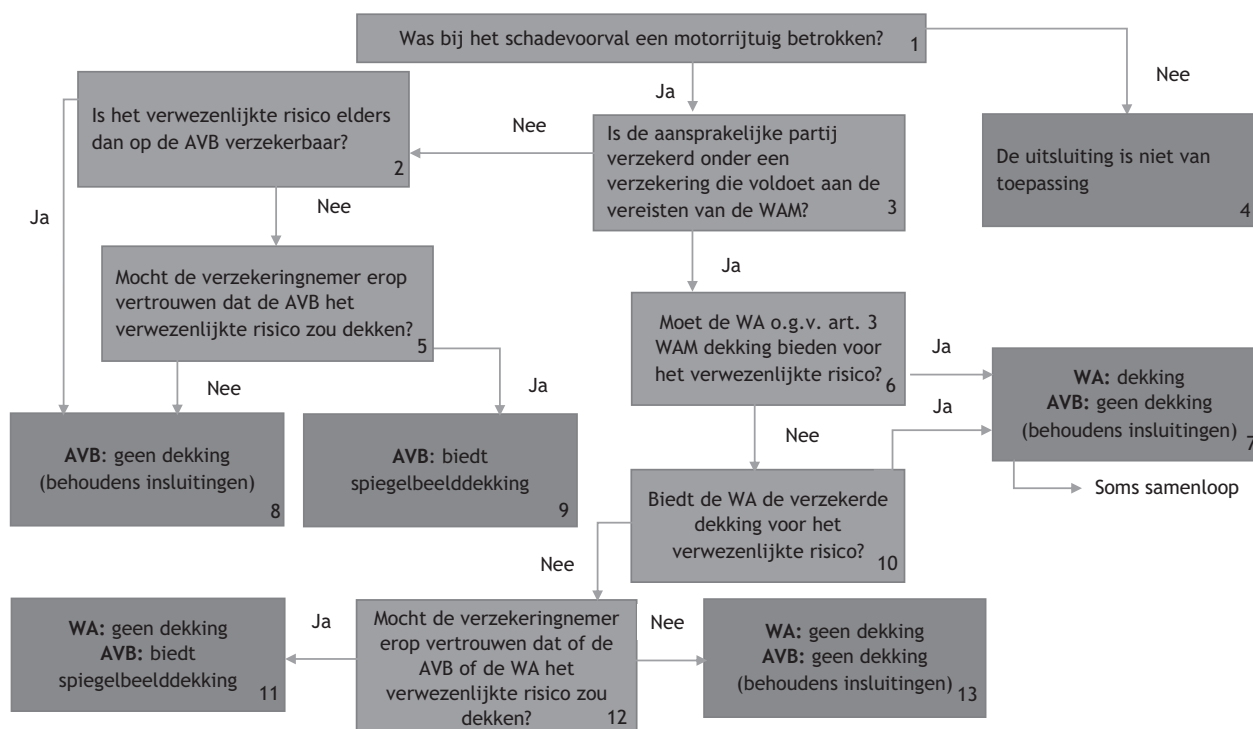 Was bij het schadevoorval een motorrijtuig betrokken?
1
Nee
Ja
Is het verwezenlijkte risico elders
dan op de AVB verzekerbaar?
2
Nee
Is de aansprakelijke partij
verzekerd onder een
verzekering die voldoet aan de
vereisten van de WAM?
3
De uitsluiting is niet van
toepassing
4
Ja
Nee
Ja
Mocht de verzekeringnemer erop
vertrouwen dat de AVB het
verwezenlijkte risico zou dekken?
5
Moet de WA o.g.v. art. 3
WAM dekking bieden voor
het verwezenlijkte risico?
6
Ja
WA: dekking
AVB: geen dekking
(behoudens insluitingen)
7
Nee
Ja
Ja
Nee
AVB: geen dekking
(behoudens insluitingen)
8
AVB: biedt
spiegelbeelddekking
9
Soms samenloop
Biedt de WA de verzekerde
dekking voor het
verwezenlijkte risico?
10
Nee
WA: geen dekking
AVB: biedt
spiegelbeelddekking
11
Ja
Mocht de verzekeringnemer
erop vertrouwen dat of de
AVB of de WA het
verwezenlijkte risico zou
dekken?
12
Nee
WA: geen dekking
AVB: geen dekking
(behoudens insluitingen)
13